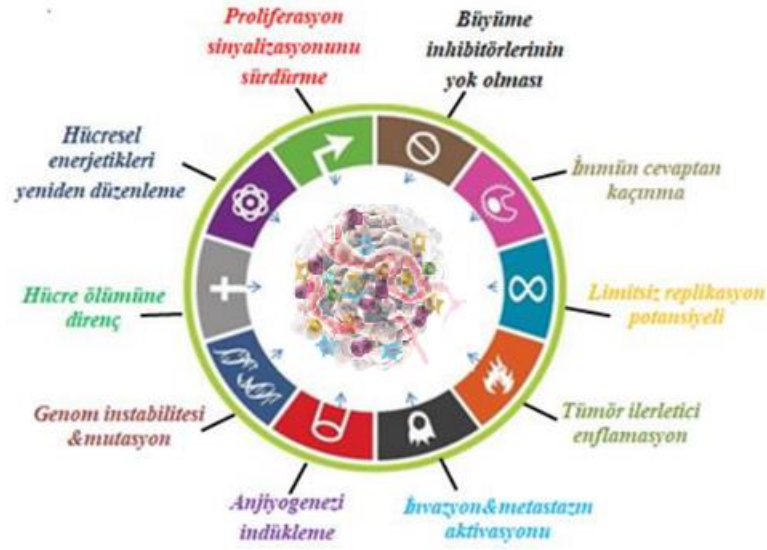 Proliferasyon
sinyalizasyonunu
sürdürme
Büyüme
inhibitörlerinin
yok olması
İmmün cevaptan
kaçınma
Limitsiz replikasyon
potansiyeli
Tümör ilerletici
enflamasyon
İnvazyon&metastazın
aktivasyonu
Anjiyogenezi
indükleme
Genom instabilitesi
&mutasyon
Hücre ölümüne
direnç
Hücresel
enerjetikleri
yeniden düzenleme